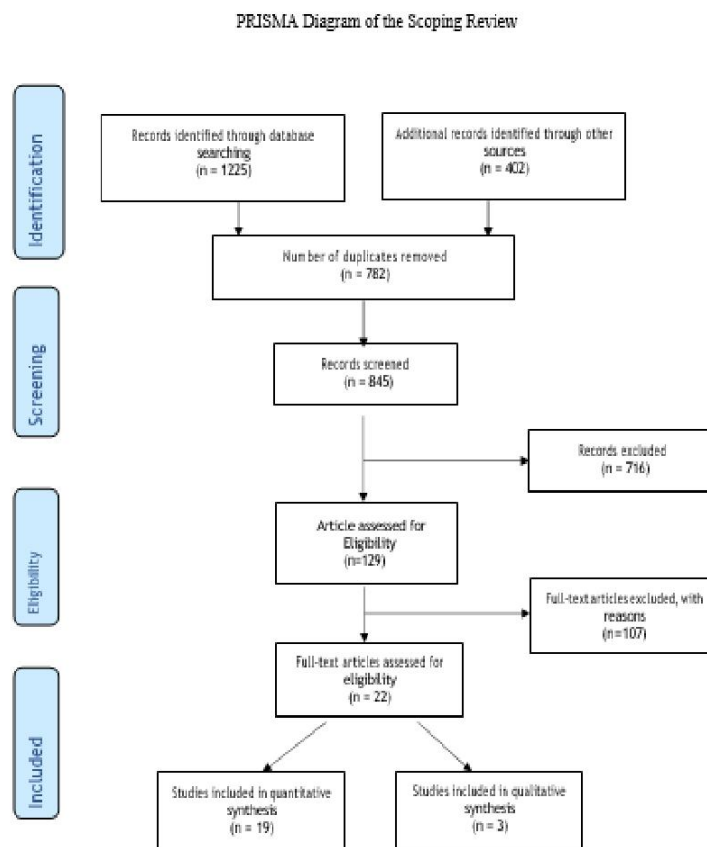 PRISMA Diagram of the Scoping Review
Identification
Records identified through database
searching
(n = 1225)
Additional records identified through other
sources
(n = 402)
Number of duplicates removed
(n = 782)
Screening
Records screened
(n = 845)
Records excluded
(n = 716)
Eligibility
Article assessed for
Eligibility
(n=129)
Full-text articles excluded, with
reasons
(n=107)
Full-text articles assessed for
eligibility
(n = 22)
Included
Studies included in quantitative
synthesis
(n = 19)
Studies included in qualitative
synthesis
(n = 3)